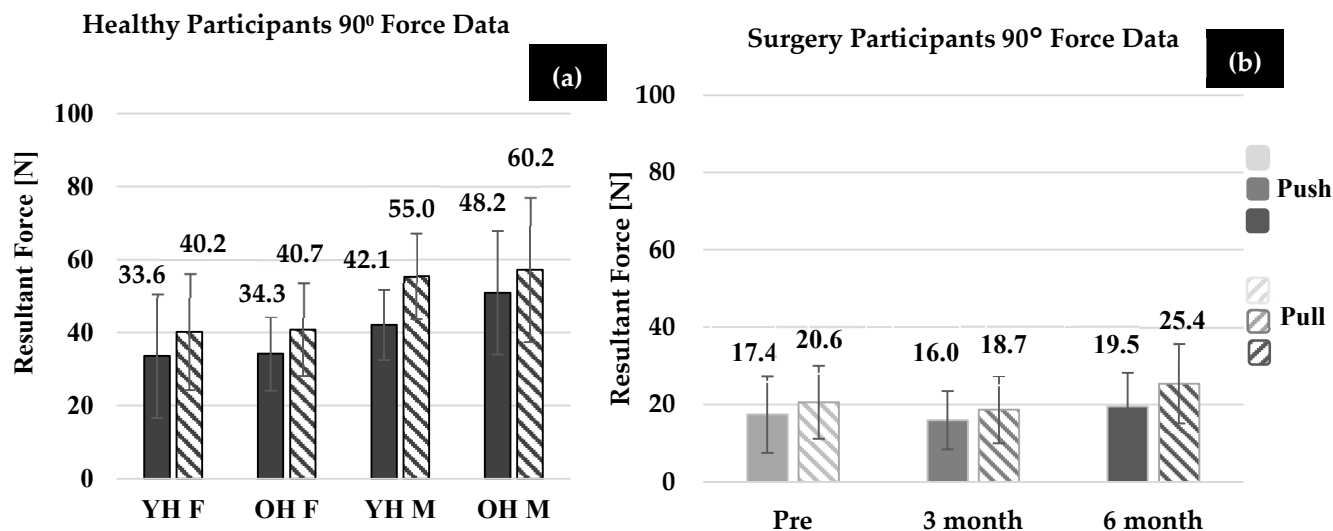 Healthy Participants 90⁰ Force Data
(a)
Resultant Force [N]
100
80
60
40
20
0
33.6
40.2
34.3
40.7
42.1
55.0
48.2
60.2
YH F
OH F
YH M
OH M
Surgery Participants 90° Force Data
(b)
Resultant Force [N]
100
80
60
40
20
0
17.4
20.6
16.0
18.7
19.5
25.4
Pre
3 month
6 month
Push
Pull